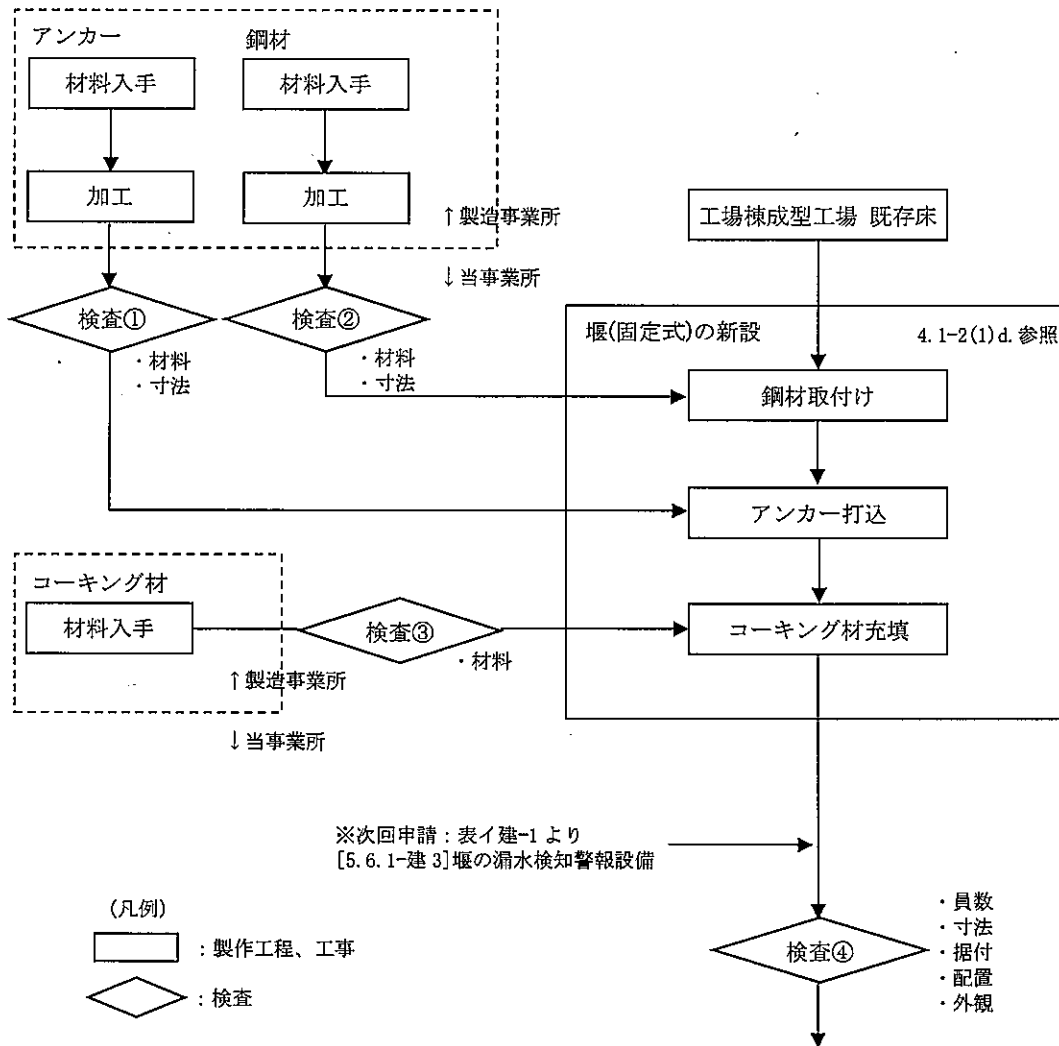 アンカー
鋼材
材料入手
材料入手
加工
加工
↑製造事業所
↓当事業所
工場棟成型工場 既存床
検査①
・材料
・寸法
検査②
・材料
・寸法
堰(固定式)の新設
4.1-2(1)d.参照
鋼材取付け
アンカー打込
コーキング材
材料入手
検査③
・材料
コーキング材充填
↑製造事業所
↓当事業所
※次回申請：表イ建-1より
[5.6.1-建3]堰の漏水検知警報設備
検査④
・員数
・寸法
・据付
・配置
・外観
(凡例)
：製作工程、工事
：検査